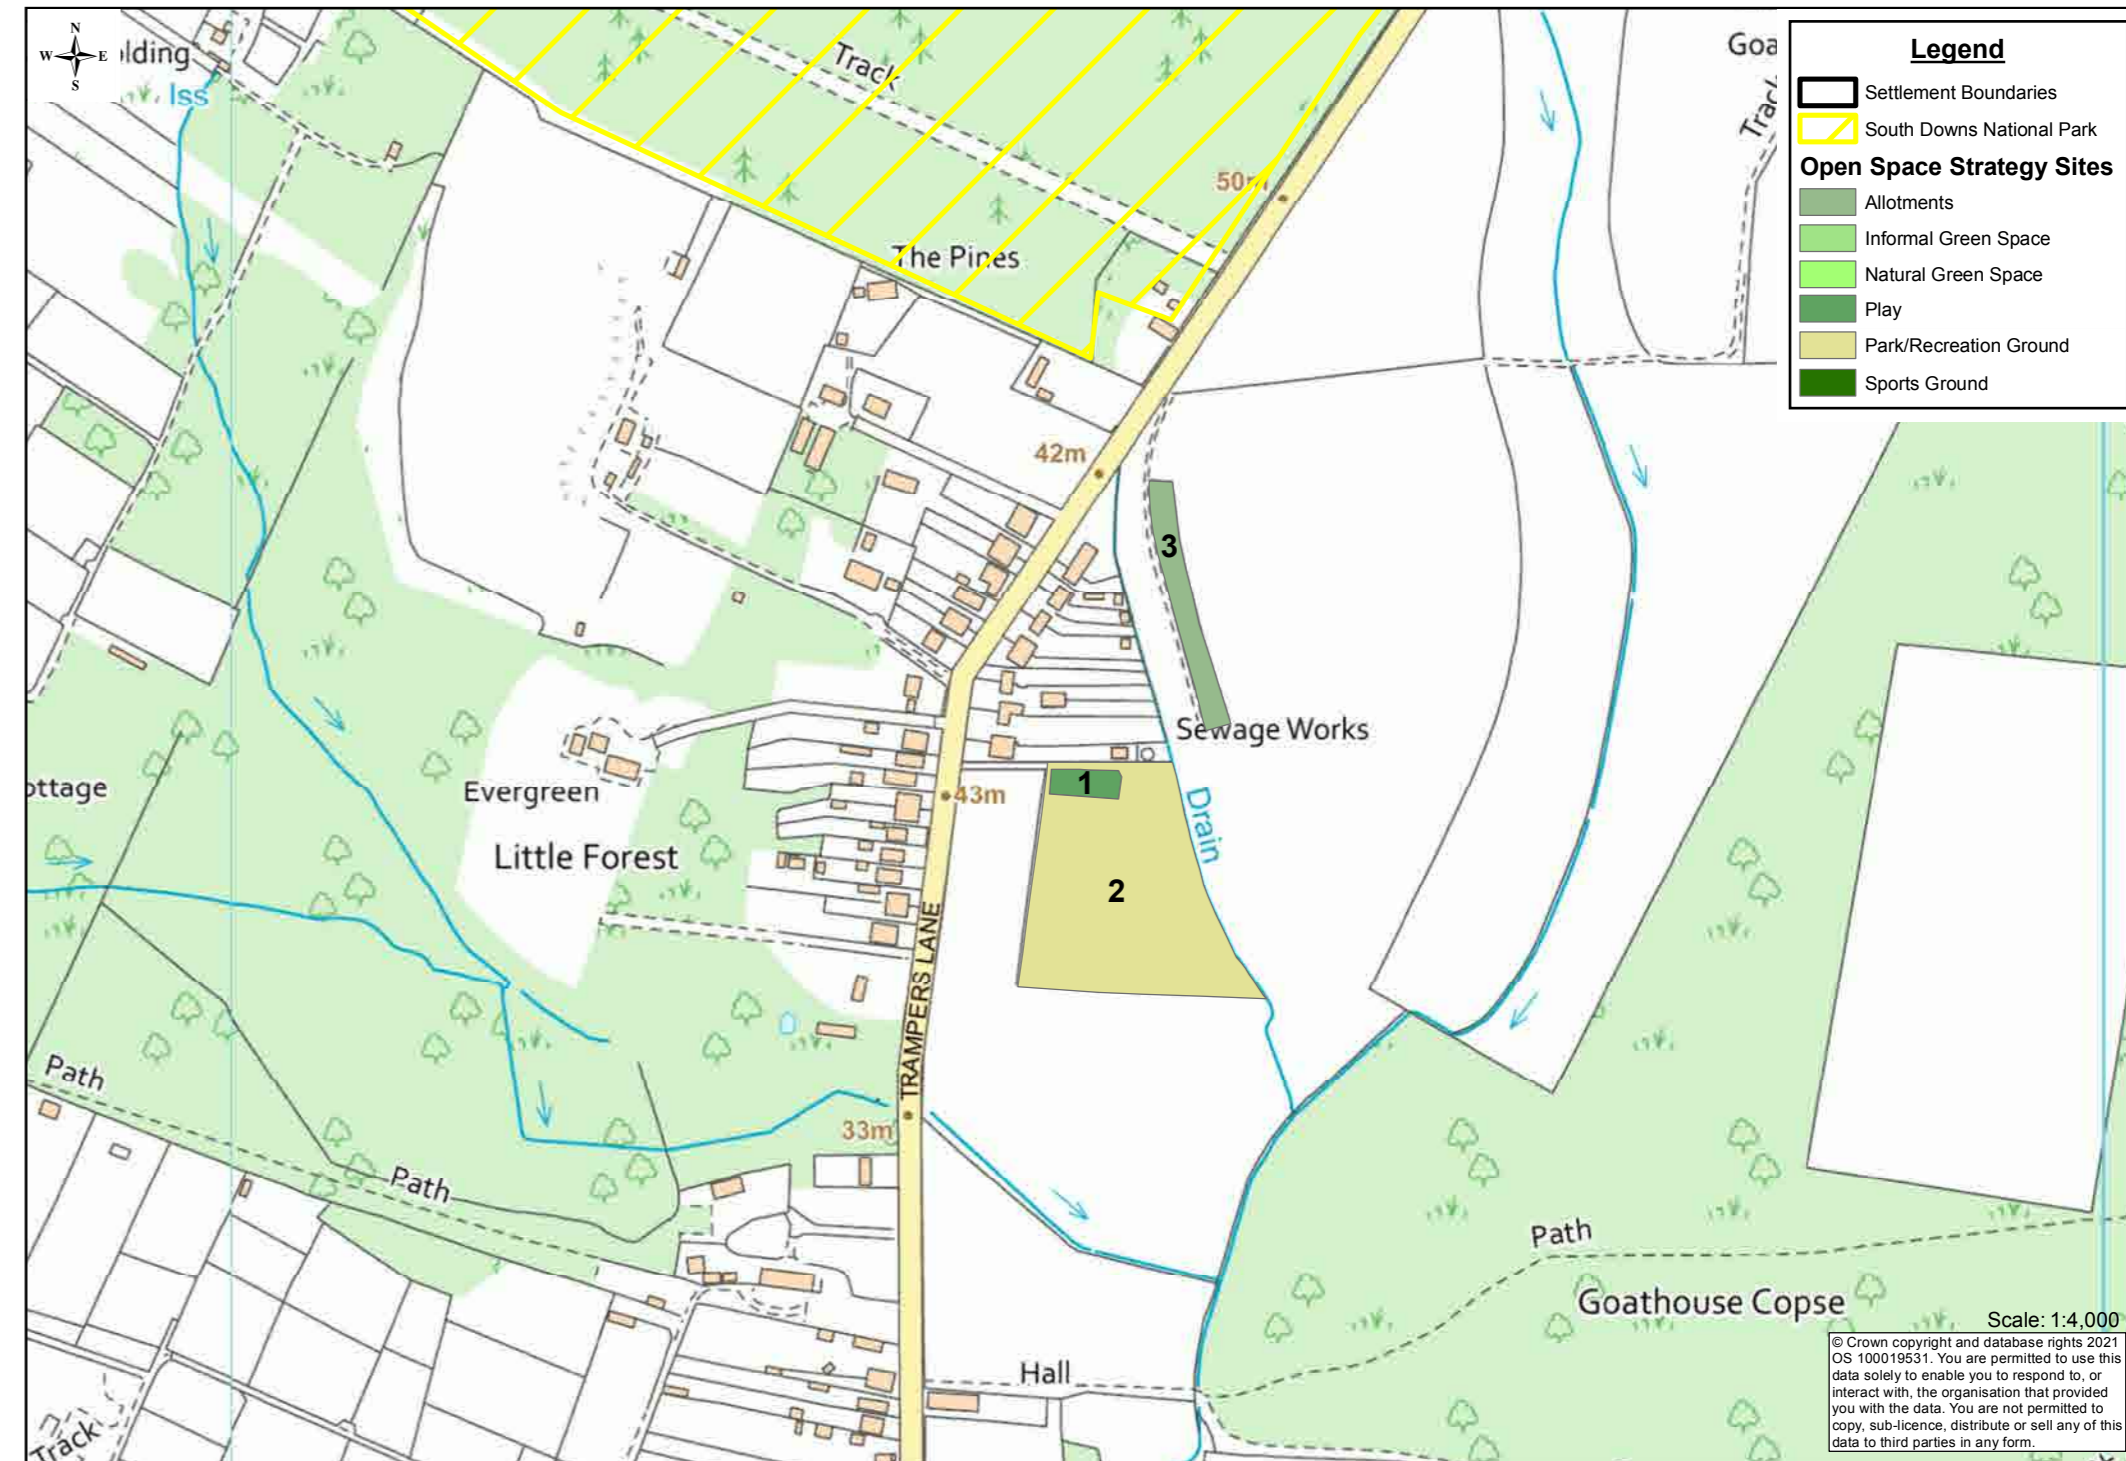 N
W E
S
olding
Iss
Track
Goa
Track
50m
The Pines
42m
3
Sewage Works
1
43m
Drain
2
Evergreen
Little Forest
ottage
TRAMPERS LANE
Path
33m
Path
Path
Goathouse Copse
Hall
Track
Legend
Settlement Boundaries
South Downs National Park
Open Space Strategy Sites
Allotments
Informal Green Space
Natural Green Space
Play
Park/Recreation Ground
Sports Ground
Scale: 1:4,000
© Crown copyright and database rights 2021
OS 100019531. You are permitted to use this
data solely to enable you to respond to, or
interact with, the organisation that provided
you with the data. You are not permitted to
copy, sub-licence, distribute or sell any of this
data to third parties in any form.